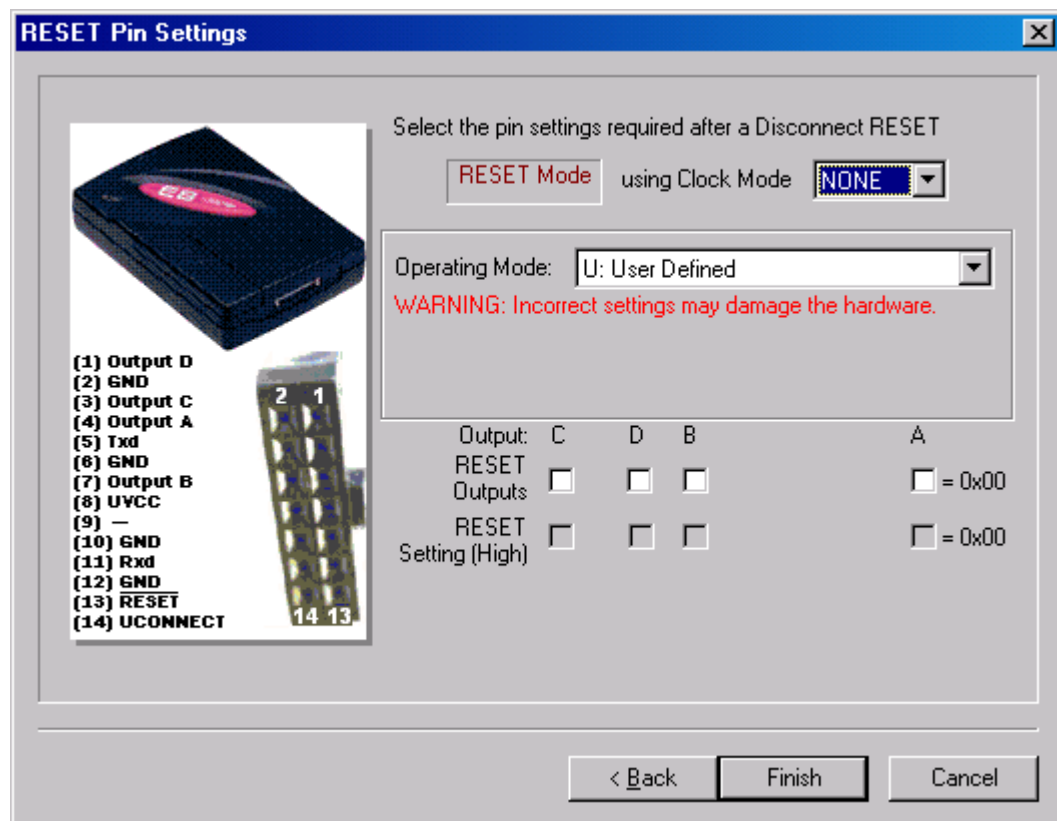 RESET Pin Settings
Select the pin settings required after a Disconnect RESET
RESET Mode using Clock Mode NONE
Operating Mode: U: User Defined
WARNING: Incorrect settings may damage the hardware.
E8
(1) Output D
(2) GND
(3) Output C
(4) Output A
(5) Txd
(6) GND
(7) Output B
(8) UVCC
(9) —
(10) GND
(11) Rxd
(12) GND
(13) RESET
(14) UCONNECT
2 1
14 13
Output: C D B A
RESET Outputs = 0x00
RESET Setting (High) = 0x00
< Back Finish Cancel